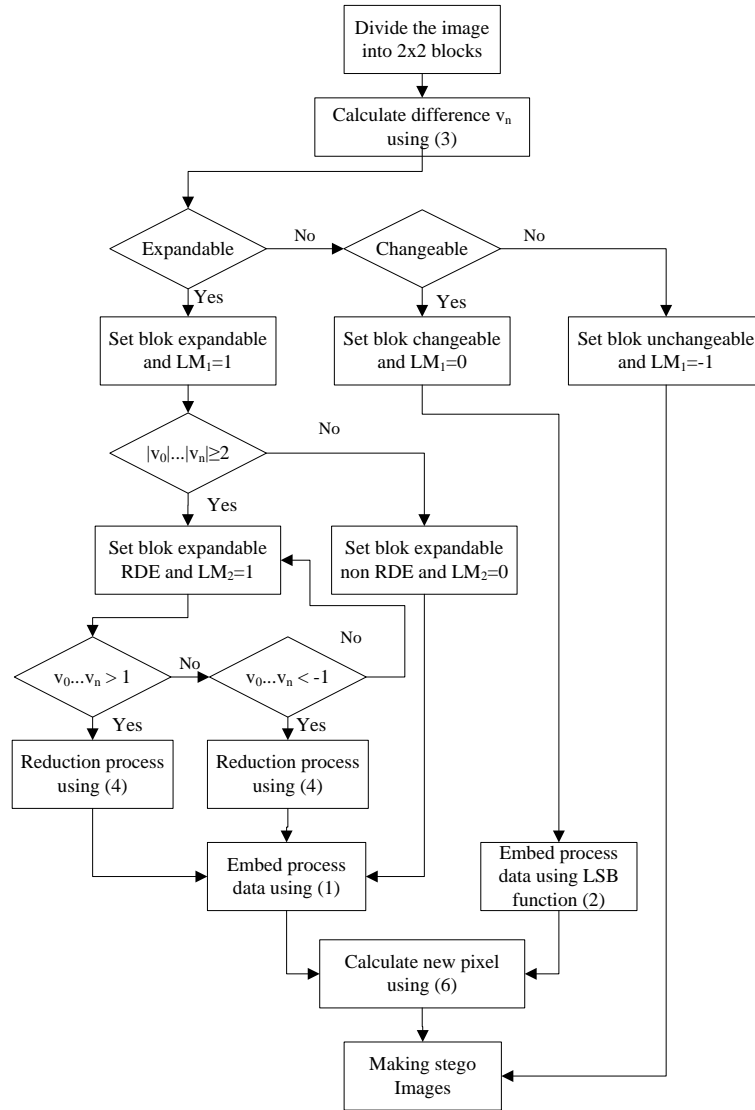 Divide the image
into 2x2 blocks
Calculate difference vₙ
using (3)
Expandable
No
Changeable
No
Yes
Yes
Set blok expandable
and LM₁=1
Set blok changeable
and LM₁=0
Set blok unchangeable
and LM₁=-1
|v₀|...|vₙ|≥2
No
Yes
Set blok expandable
RDE and LM₂=1
Set blok expandable
non RDE and LM₂=0
v₀...vₙ > 1
No
v₀...vₙ < -1
No
Yes
Yes
Reduction process
using (4)
Reduction process
using (4)
Embed process
data using (1)
Embed process
data using LSB
function (2)
Calculate new pixel
using (6)
Making stego
Images